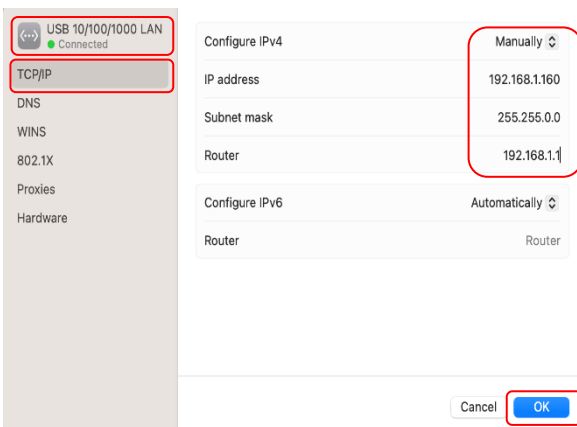 USB 10/100/1000 LAN
Connected
TCP/IP
DNS
WINS
802.1X
Proxies
Hardware
Configure IPv4 Manually
IP address 192.168.1.160
Subnet mask 255.255.0.0
Router 192.168.1.1
Configure IPv6 Automatically
Router Router
Cancel OK